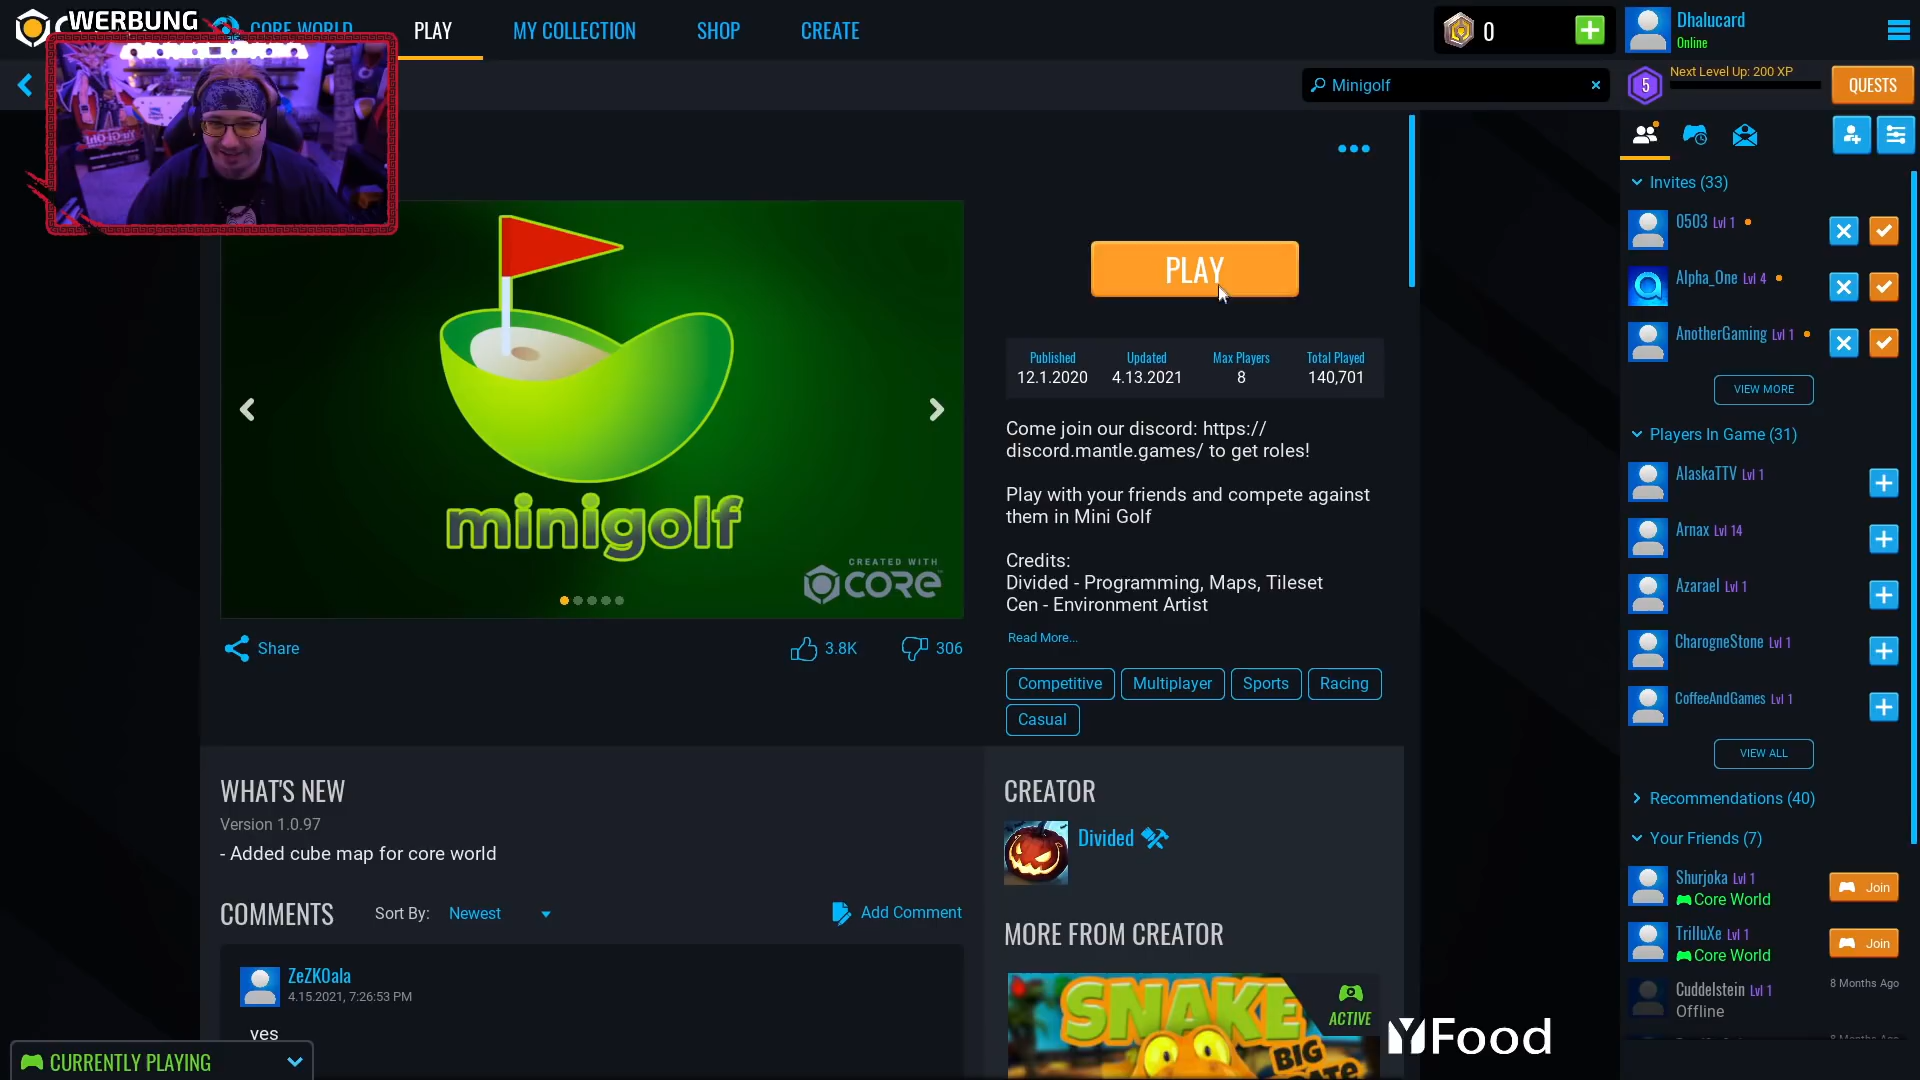 WERBUNG
CORE WORLD
PLAY
MY COLLECTION
SHOP
CREATE
0
Dhalucard
Online
Minigolf
5
Next Level Up: 200 XP
QUESTS
PLAY
Published
12.1.2020
Updated
4.13.2021
Max Players
8
Total Played
140,701
minigolf
CREATED WITH
CORE
Come join our discord: https://
discord.mantle.games/ to get roles!
Play with your friends and compete against
them in Mini Golf
Credits:
Divided - Programming, Maps, Tileset
Cen - Environment Artist
Read More...
Share
3.8K
306
Competitive
Multiplayer
Sports
Racing
Casual
WHAT'S NEW
Version 1.0.97
- Added cube map for core world
COMMENTS
Sort By:
Newest
Add Comment
ZeZK0ala
4.15.2021, 7:26:53 PM
yes
CURRENTLY PLAYING
CREATOR
Divided
MORE FROM CREATOR
SNAKE
BIG
ACTIVE
YFood
Invites (33)
0503 Lvl 1
Alpha_One Lvl 4
AnotherGaming Lvl 1
VIEW MORE
Players In Game (31)
AlaskaTTV Lvl 1
Arnax Lvl 14
Azarael Lvl 1
CharogneStone Lvl 1
CoffeeAndGames Lvl 1
VIEW ALL
Recommendations (40)
Your Friends (7)
Shurjoka Lvl 1
Core World
Join
TrilluXe Lvl 1
Core World
Join
Cuddelstein Lvl 1
Offline
8 Months Ago
8 Months Ago